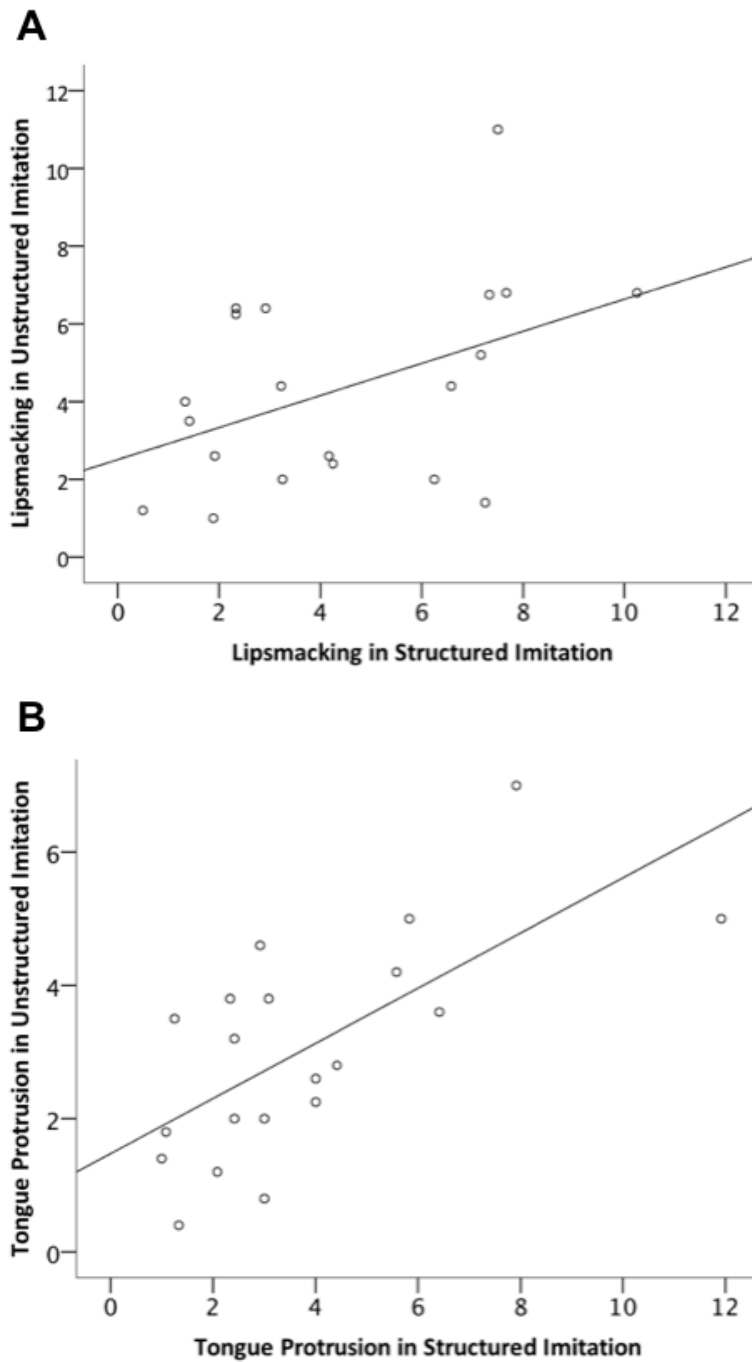 A
Lipsmacking in Unstructured Imitation
12
10
8
6
4
2
0
0 2 4 6 8 10 12
Lipsmacking in Structured Imitation
B
Tongue Protrusion in Unstructured Imitation
6
4
2
0
0 2 4 6 8 10 12
Tongue Protrusion in Structured Imitation